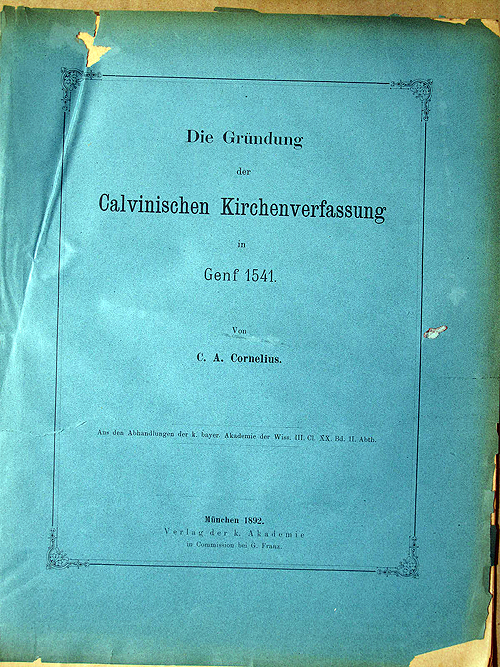 Die Gründung
der
Calvinischen Kirchenverfassung
in
Genf 1541.
Von
C. A. Cornelius.
Aus den Abhandlungen der k. bayer. Akademie der Wiss. III. Cl. XX. Bd. II. Abth.
München 1892.
Verlag der k. Akademie
in Commission bei G. Franz.